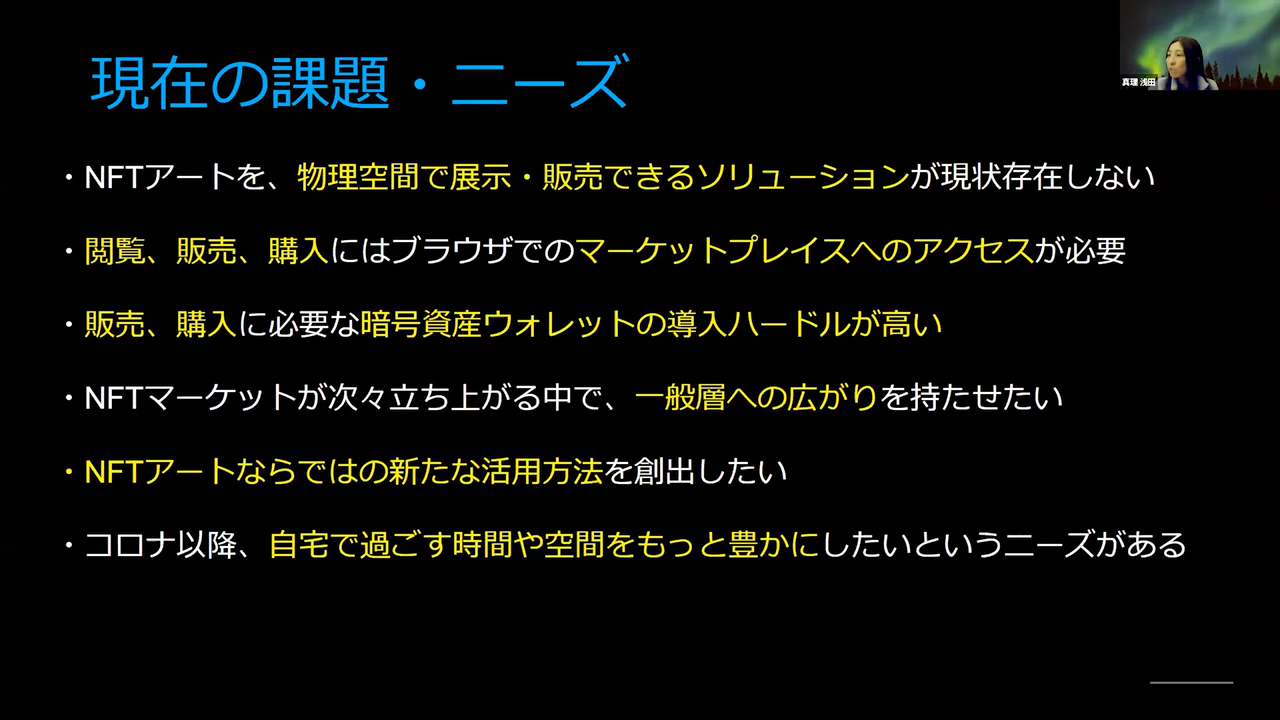 現在の課題・ニーズ
真理 浅田
・NFTアートを、物理空間で展示・販売できるソリューションが現状存在しない
・閲覧、販売、購入にはブラウザでのマーケットプレイスへのアクセスが必要
・販売、購入に必要な暗号資産ウォレットの導入ハードルが高い
・NFTマーケットが次々立ち上がる中で、一般層への広がりを持たせたい
・NFTアートならではの新たな活用方法を創出したい
・コロナ以降、自宅で過ごす時間や空間をもっと豊かにしたいというニーズがある